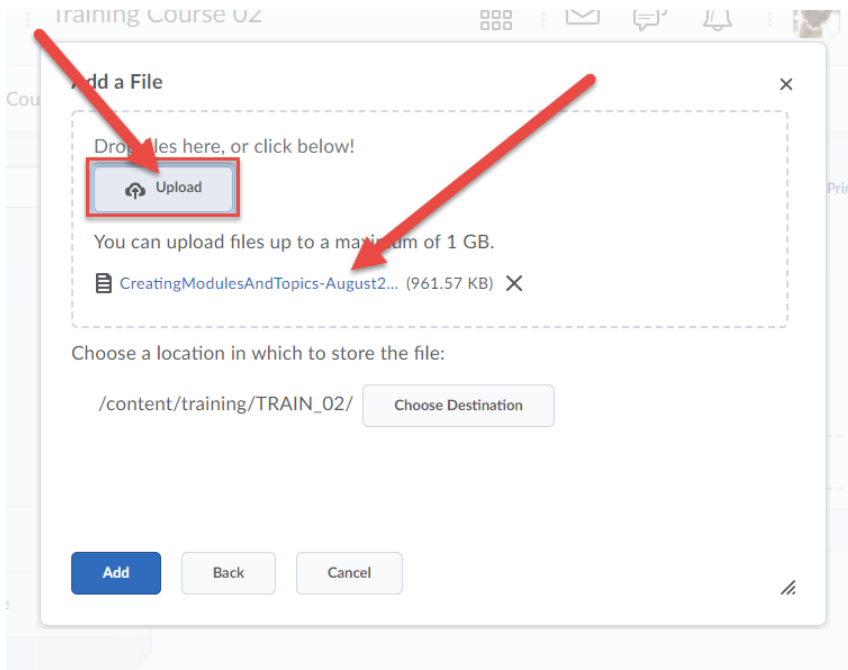 Training Course 02
Cou
Add a File
Drop files here, or click below!
Upload
You can upload files up to a maximum of 1 GB.
CreatingModulesAndTopics-August2... (961.57 KB)
Choose a location in which to store the file:
/content/training/TRAIN_02/ Choose Destination
Add Back Cancel